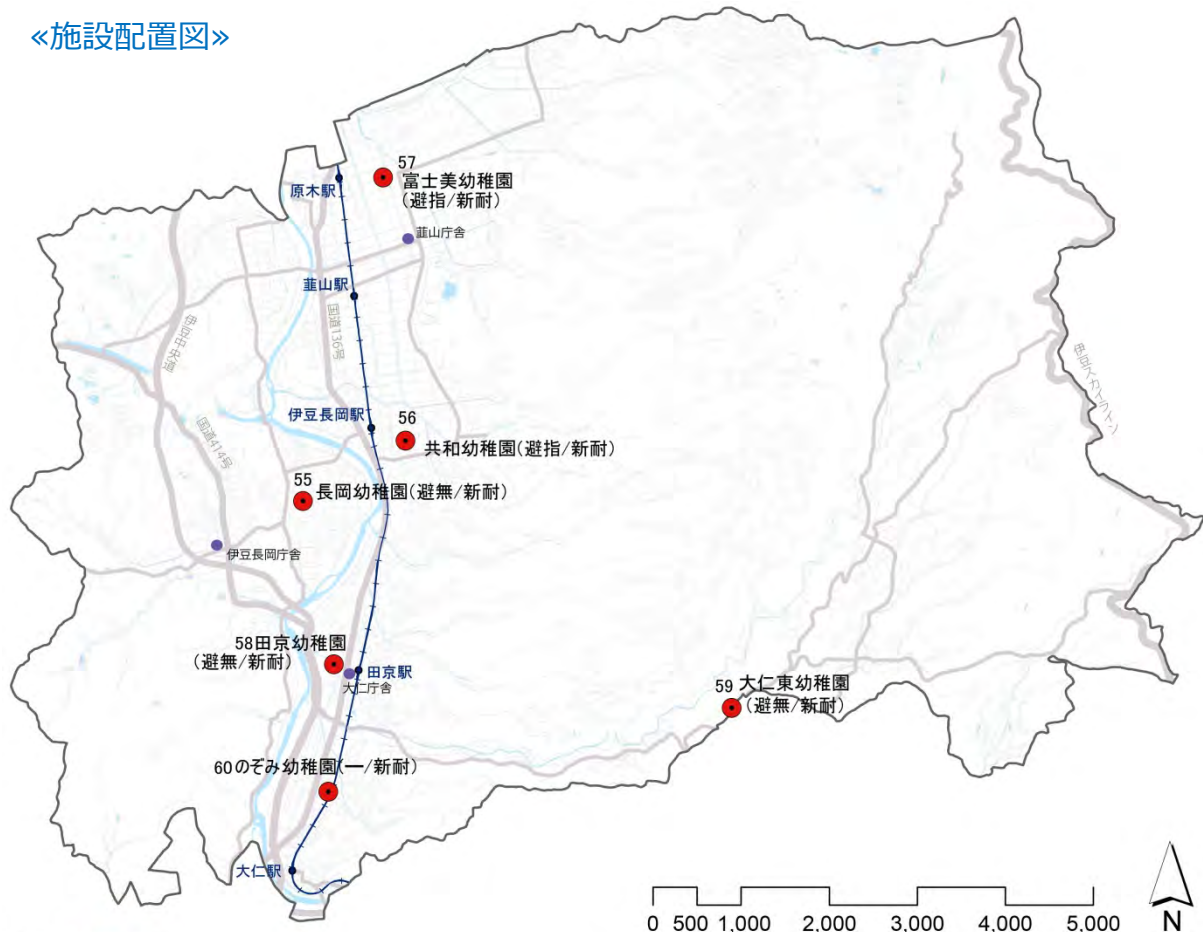 «施設配置図»
57
富士美幼稚園
(避指/新耐)
原木駅
韮山庁舎
韮山駅
国道136号
伊豆中央道
伊豆スカイライン
伊豆長岡駅
56
共和幼稚園(避指/新耐)
国道414号
55
長岡幼稚園(避無/新耐)
伊豆長岡庁舎
58田京幼稚園
(避無/新耐)
田京駅
大仁庁舎
59 大仁東幼稚園
(避無/新耐)
60のぞみ幼稚園(ー/新耐)
大仁駅
0 500 1,000 2,000 3,000 4,000 5,000
N